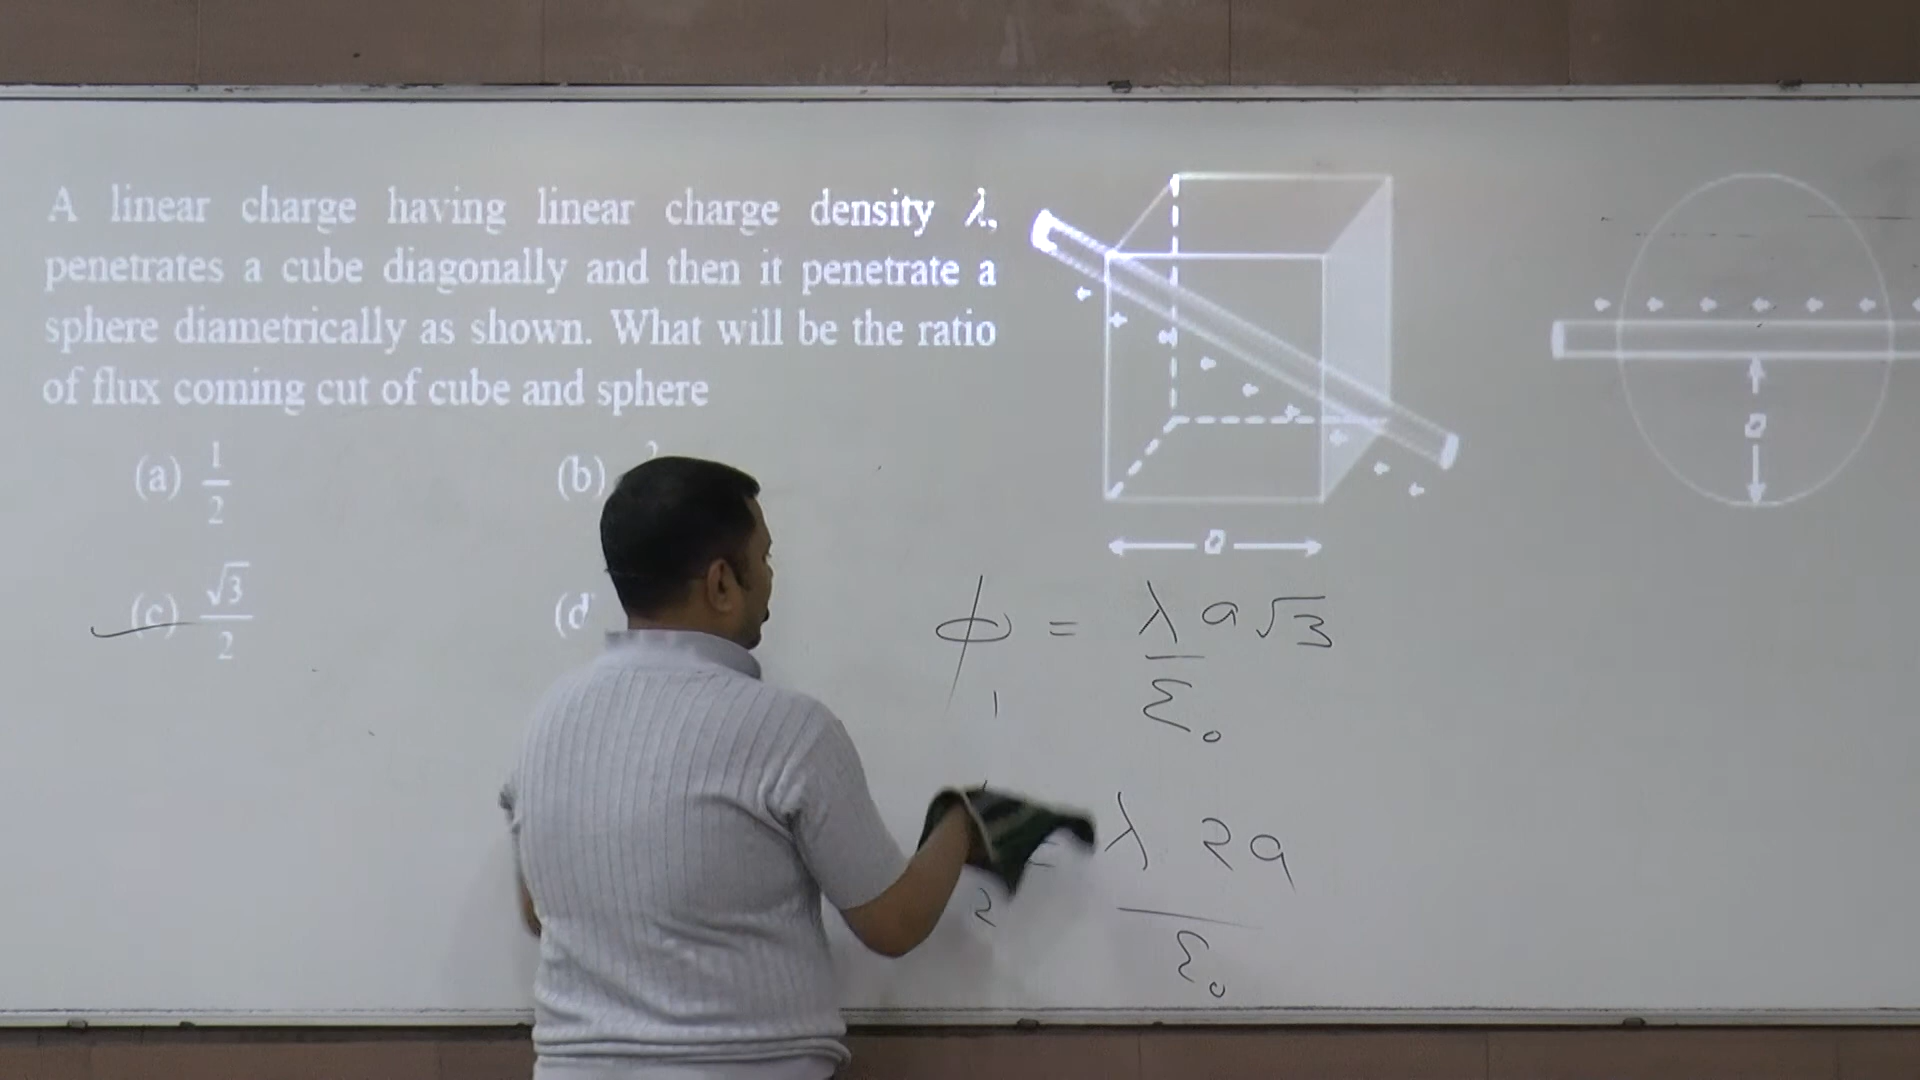 A linear charge having linear charge density λ,
penetrates a cube diagonally and then it penetrate a
sphere diametrically as shown. What will be the ratio
of flux coming cut of cube and sphere
(a) 1/2
(b)
(c) √3/2
(d
a
a
ϕ₁ = λ a√3 / ε₀
₂ = λ 2a / ε₀